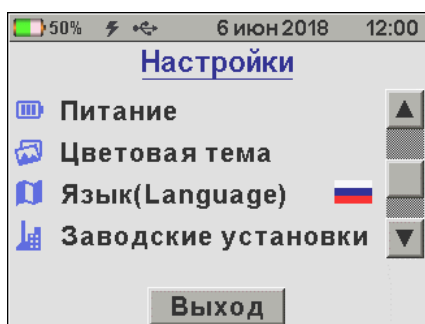 50% 6 июн 2018 12:00
Настройки
Питание
Цветовая тема
Язык(Language)
Заводские установки
Выход